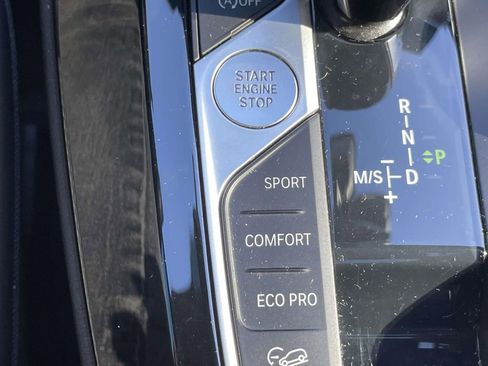 (A)OFF
START
ENGINE
STOP
SPORT
COMFORT
ECO PRO
R
N
P
M/S
D
-
+